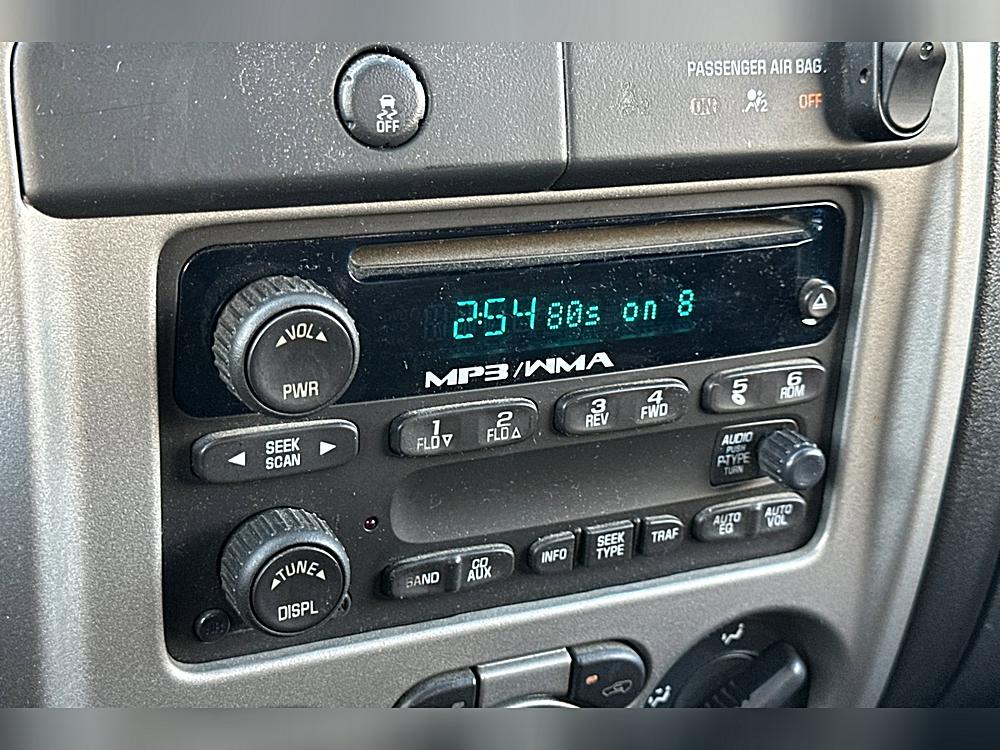 PASSENGER AIR BAG
OFF
ON
2
OFF
2:54 80s on 8
VOL
PWR
MP3/WMA
1 FLD
2 FLD
3 REV
4 FWD
5
6 RDM
SEEK
SCAN
AUDIO
PUSH
P-TYPE
TURN
AUTO EQ
AUTO VOL
TUNE
DISPL
BAND
CD AUX
INFO
SEEK TYPE
TRAF